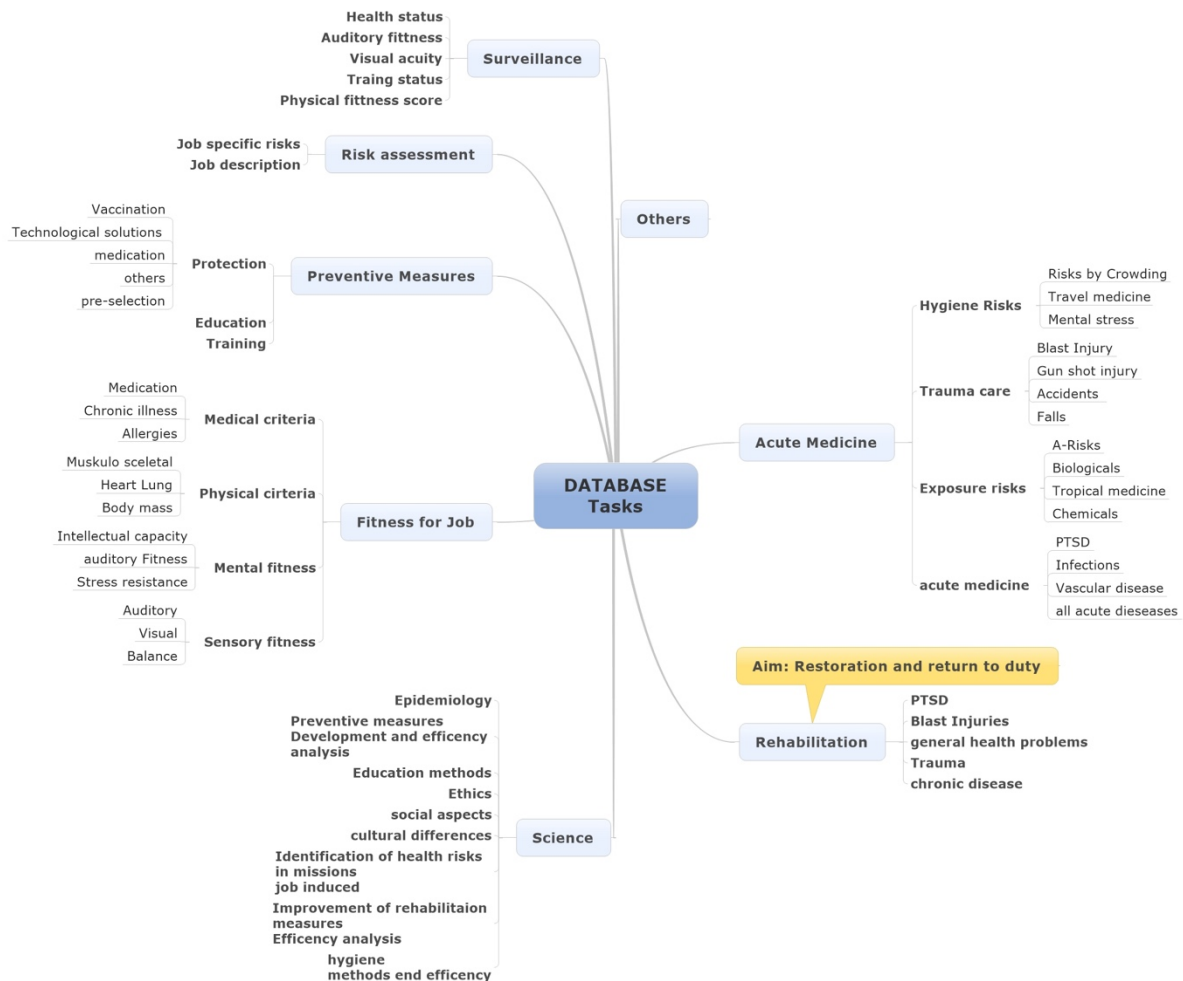 Health status
Auditory fittness
Visual acuity
Traing status
Physical fittness score
Surveillance
Job specific risks
Job description
Risk assessment
Vaccination
Technological solutions
medication
others
pre-selection
Protection
Education
Training
Preventive Measures
Medication
Chronic illness
Allergies
Medical criteria
Muskulo sceletal
Heart Lung
Body mass
Physical cirteria
Intellectual capacity
auditory Fitness
Stress resistance
Mental fitness
Auditory
Visual
Balance
Sensory fitness
Fitness for Job
Epidemiology
Preventive measures
Development and efficency
analysis
Education methods
Ethics
social aspects
cultural differences
Identification of health risks
in missions
job induced
Improvement of rehabilitaion
measures
Efficency analysis
hygiene
methods end efficency
Science
DATABASE
Tasks
Others
Acute Medicine
Hygiene Risks
Risks by Crowding
Travel medicine
Mental stress
Trauma care
Blast Injury
Gun shot injury
Accidents
Falls
Exposure risks
A-Risks
Biologicals
Tropical medicine
Chemicals
acute medicine
PTSD
Infections
Vascular disease
all acute dieseases
Aim: Restoration and return to duty
Rehabilitation
PTSD
Blast Injuries
general health problems
Trauma
chronic disease